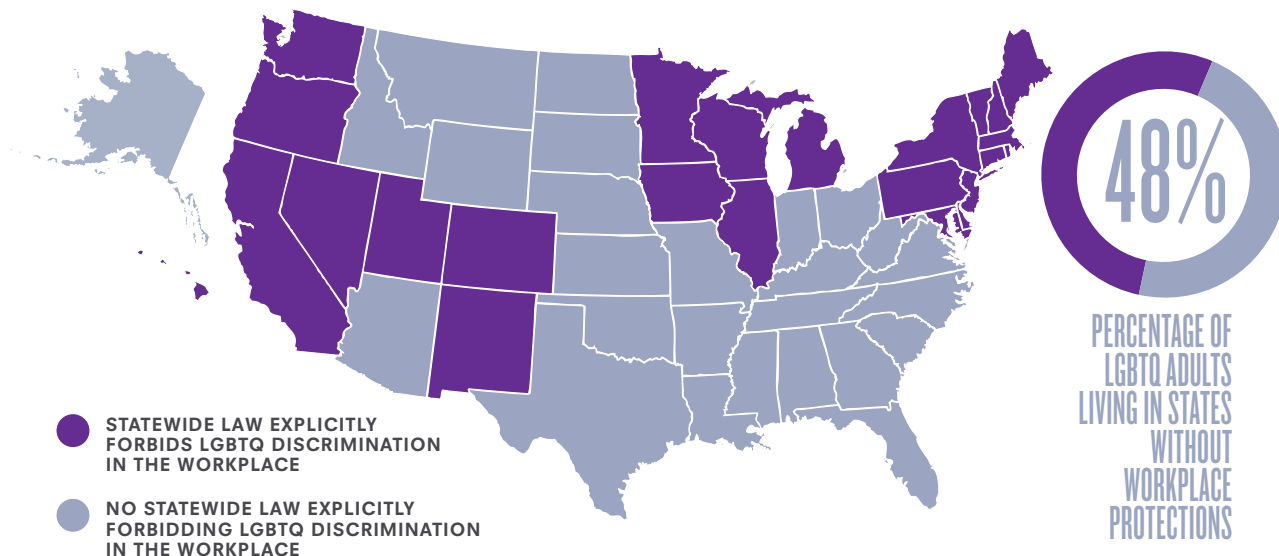 48%
PERCENTAGE OF
LGBTQ ADULTS
LIVING IN STATES
WITHOUT
WORKPLACE
PROTECTIONS
STATEWIDE LAW EXPLICITLY
FORBIDS LGBTQ DISCRIMINATION
IN THE WORKPLACE
NO STATEWIDE LAW EXPLICITLY
FORBIDDING LGBTQ DISCRIMINATION
IN THE WORKPLACE